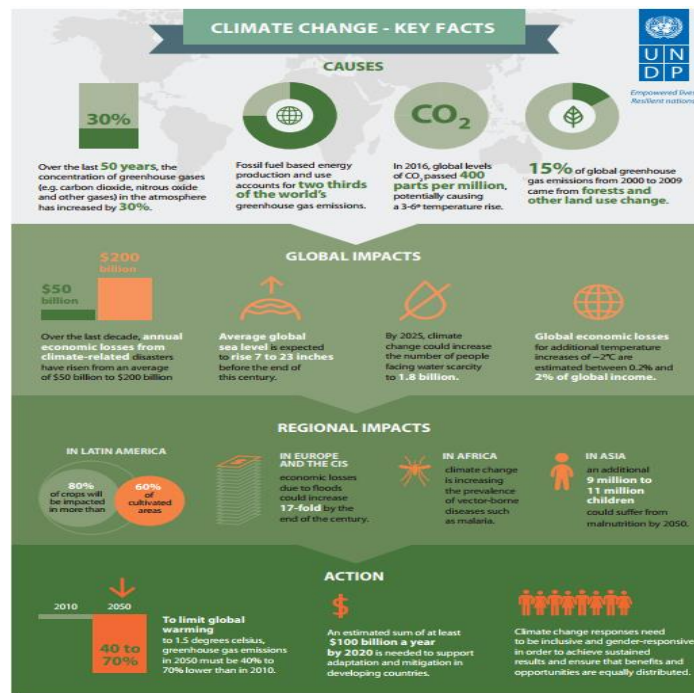 CLIMATE CHANGE - KEY FACTS
U N
D P
Empowered lives.
Resilient nations.
CAUSES
30%
Over the last 50 years, the
concentration of greenhouse gases
(e.g. carbon dioxide, nitrous oxide
and other gases) in the atmosphere
has increased by 30%.
Fossil fuel based energy
production and use
accounts for two thirds
of the world's
greenhouse gas emissions.
CO2
In 2016, global levels
of CO2 passed 400
parts per million,
potentially causing
a 3-6º temperature rise.
15% of global greenhouse
gas emissions from 2000 to 2009
came from forests and
other land use change.
GLOBAL IMPACTS
$50
billion
$200
billion
Over the last decade, annual
economic losses from
climate-related disasters
have risen from an average
of $50 billion to $200 billion
Average global
sea level is expected
to rise 7 to 23 inches
before the end of
this century.
By 2025, climate
change could increase
the number of people
facing water scarcity
to 1.8 billion.
Global economic losses
for additional temperature
increases of ~2°C are
estimated between 0.2% and
2% of global income.
REGIONAL IMPACTS
IN LATIN AMERICA
80%
of crops will
be impacted
in more than
60%
of
cultivated
areas
IN EUROPE
AND THE CIS
economic losses
due to floods
could increase
17-fold by the
end of the century.
IN AFRICA
climate change
is increasing
the prevalence
of vector-borne
diseases such
as malaria.
IN ASIA
an additional
9 million to
11 million
children
could suffer from
malnutrition by 2050.
ACTION
2010 2050
40 to
70%
To limit global
warming
to 1.5 degrees celsius,
greenhouse gas emissions
in 2050 must be 40% to
70% lower than in 2010.
$
An estimated sum of at least
$100 billion a year
by 2020 is needed to support
adaptation and mitigation in
developing countries.
Climate change responses need
to be inclusive and gender-responsive
in order to achieve sustained
results and ensure that benefits and
opportunities are equally distributed.